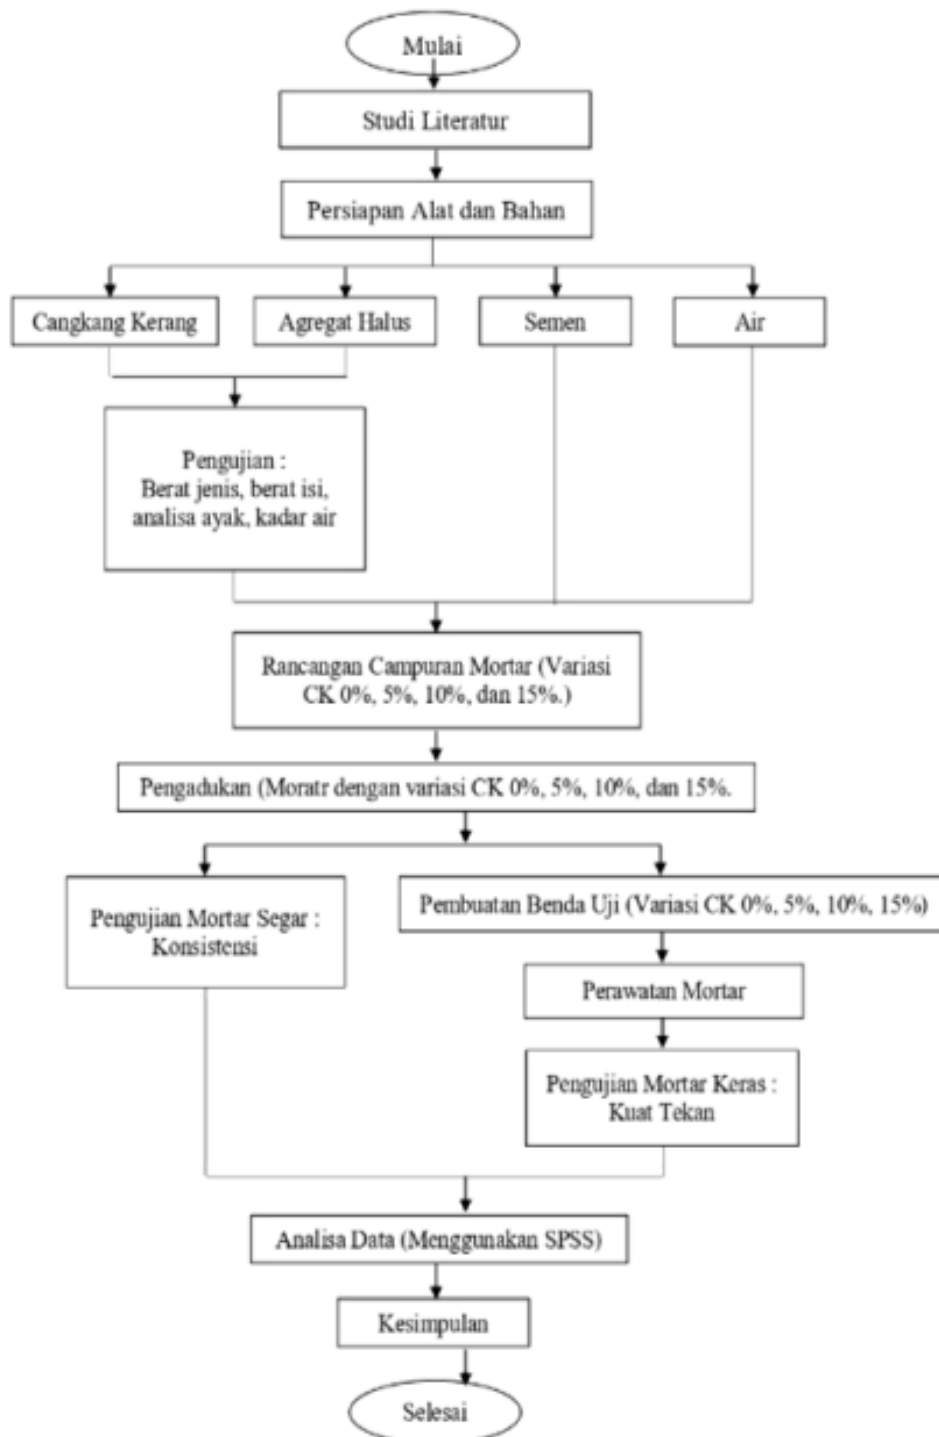 Mulai
Studi Literatur
Persiapan Alat dan Bahan
Cangkang Kerang
Agregat Halus
Semen
Air
Pengujian :
Berat jenis, berat isi,
analisa ayak, kadar air
Rancangan Campuran Mortar (Variasi
CK 0%, 5%, 10%, dan 15%.)
Pengadukan (Moratr dengan variasi CK 0%, 5%, 10%, dan 15%.
Pengujian Mortar Segar :
Konsistensi
Pembuatan Benda Uji (Variasi CK 0%, 5%, 10%, 15%)
Perawatan Mortar
Pengujian Mortar Keras :
Kuat Tekan
Analisa Data (Menggunakan SPSS)
Kesimpulan
Selesai